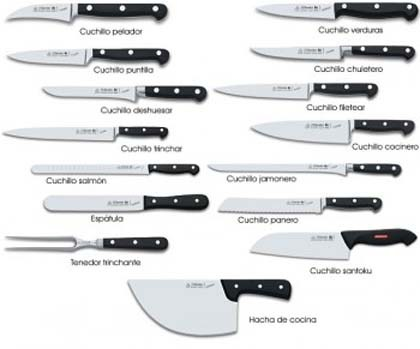 Cuchillo pelador
Cuchillo verduras
Cuchillo puntilla
Cuchillo chuletero
Cuchillo deshuesar
Cuchillo filetear
Cuchillo trinchar
Cuchillo cocinero
Cuchillo salmón
Cuchillo jamonero
Espátula
Cuchillo panero
Tenedor trinchante
Cuchillo santoku
Hacha de cocina